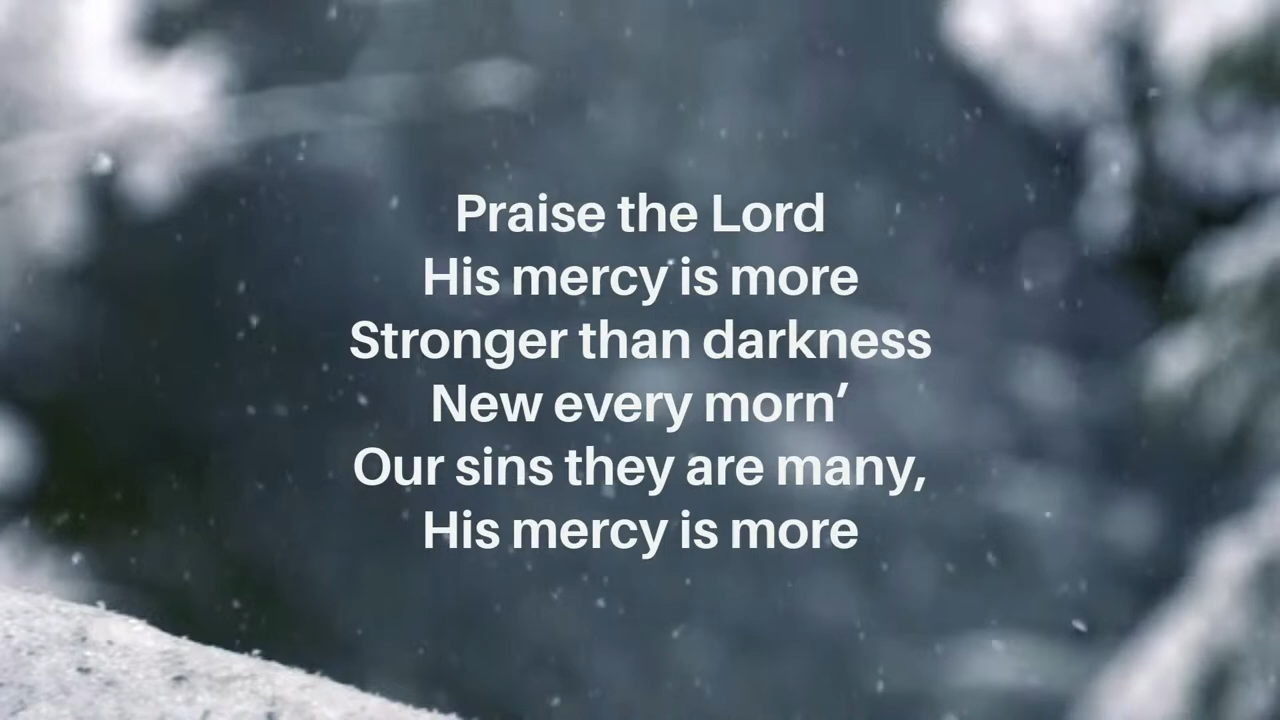 Praise the Lord
His mercy is more
Stronger than darkness
New every morn’
Our sins they are many,
His mercy is more